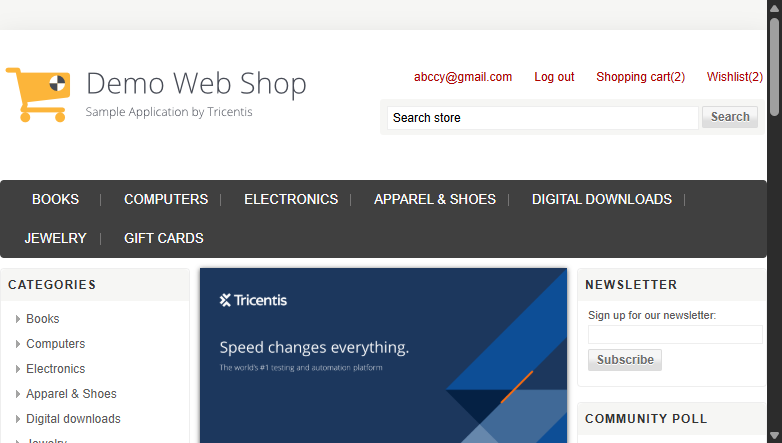 Demo Web Shop
Sample Application by Tricentis
abccy@gmail.com Log out Shopping cart(2) Wishlist(2)
Search store Search
BOOKS COMPUTERS ELECTRONICS APPAREL & SHOES DIGITAL DOWNLOADS
JEWELRY GIFT CARDS
CATEGORIES
Books
Computers
Electronics
Apparel & Shoes
Digital downloads
Jewelry
Tricentis
Speed changes everything.
The world's #1 testing and automation platform
NEWSLETTER
Sign up for our newsletter:
Subscribe
COMMUNITY POLL